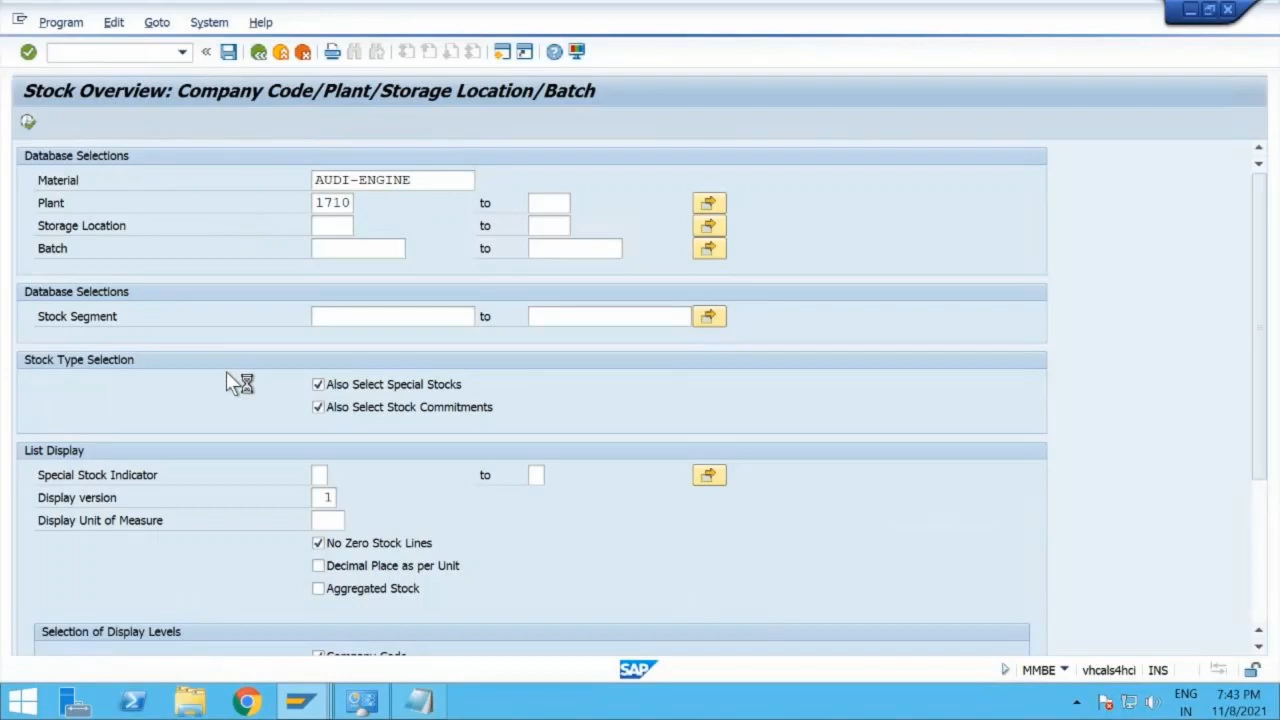 Program Edit Goto System Help
Stock Overview: Company Code/Plant/Storage Location/Batch
Database Selections
Material AUDI-ENGINE
Plant 1710 to
Storage Location to
Batch to
Database Selections
Stock Segment to
Stock Type Selection
Also Select Special Stocks
Also Select Stock Commitments
List Display
Special Stock Indicator to
Display version 1
Display Unit of Measure
No Zero Stock Lines
Decimal Place as per Unit
Aggregated Stock
Selection of Display Levels
Company Code
SAP MMBE vhcals4hci INS
ENG 7:43 PM
IN 11/8/2021